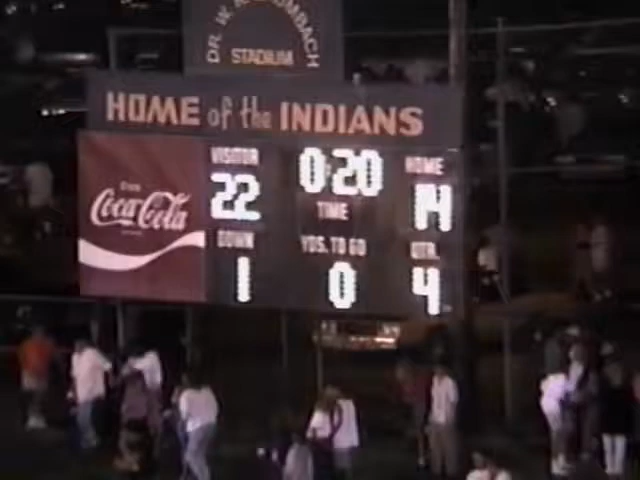 DR. W.
STADIUM
HOME of the INDIANS
VISITOR 0:20 HOME
22 TIME 14
Coca-Cola
DOWN YDS. TO GO QTR.
1 0 4